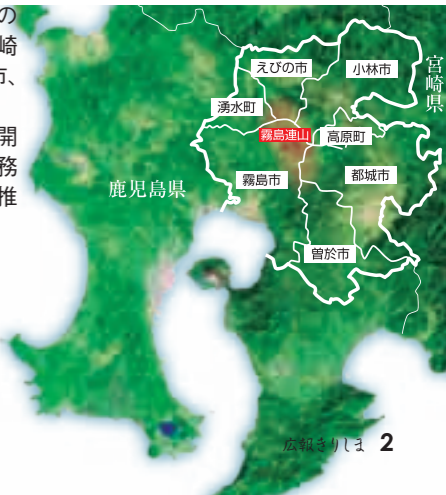 の
崎
市、
開
務
推
えびの市
小林市
宮崎県
湧水町
霧島連山
高原町
鹿児島県
霧島市
都城市
曽於市
広報きりしま 2